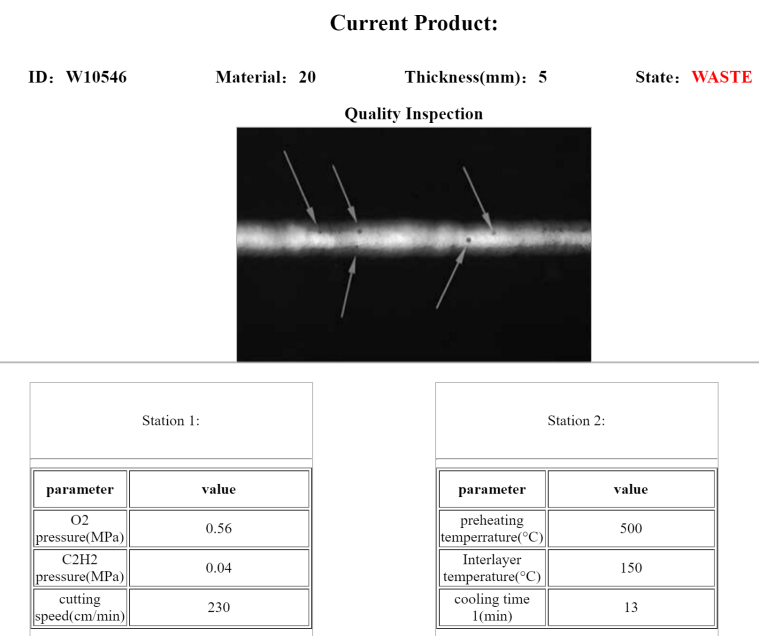 Current Product:
ID： W10546 Material：20 Thickness(mm)：5 State：WASTE
Quality Inspection
Station 1:
parameter value
O2
pressure(MPa) 0.56
C2H2
pressure(MPa) 0.04
cutting
speed(cm/min) 230
Station 2:
parameter value
preheating
temperrature(°C) 500
Interlayer
temperature(°C) 150
cooling time
1(min) 13